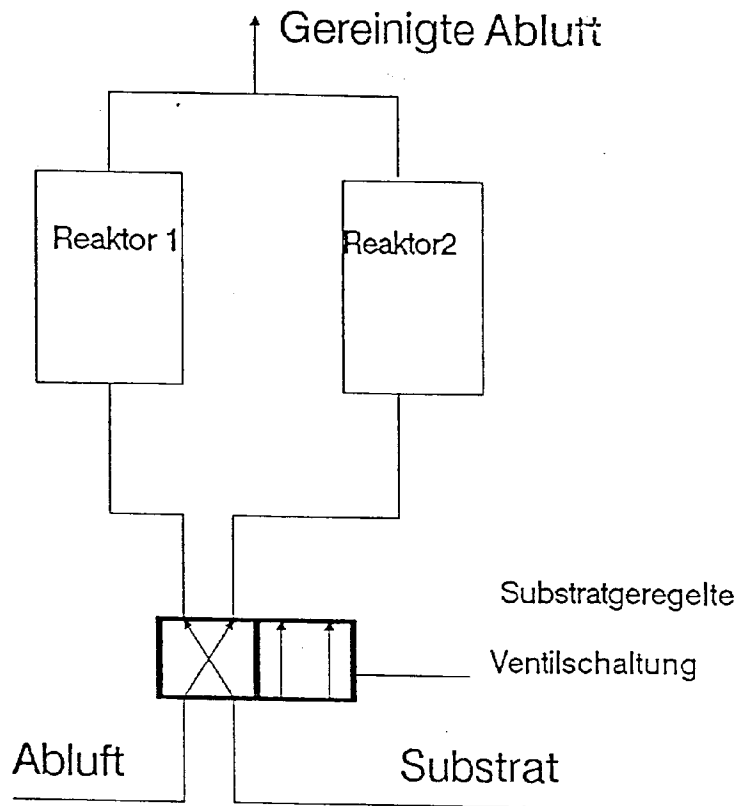 Gereinigte Abluft
Reaktor 1
Reaktor2
Substratgeregelte
Ventilschaltung
Abluft
Substrat